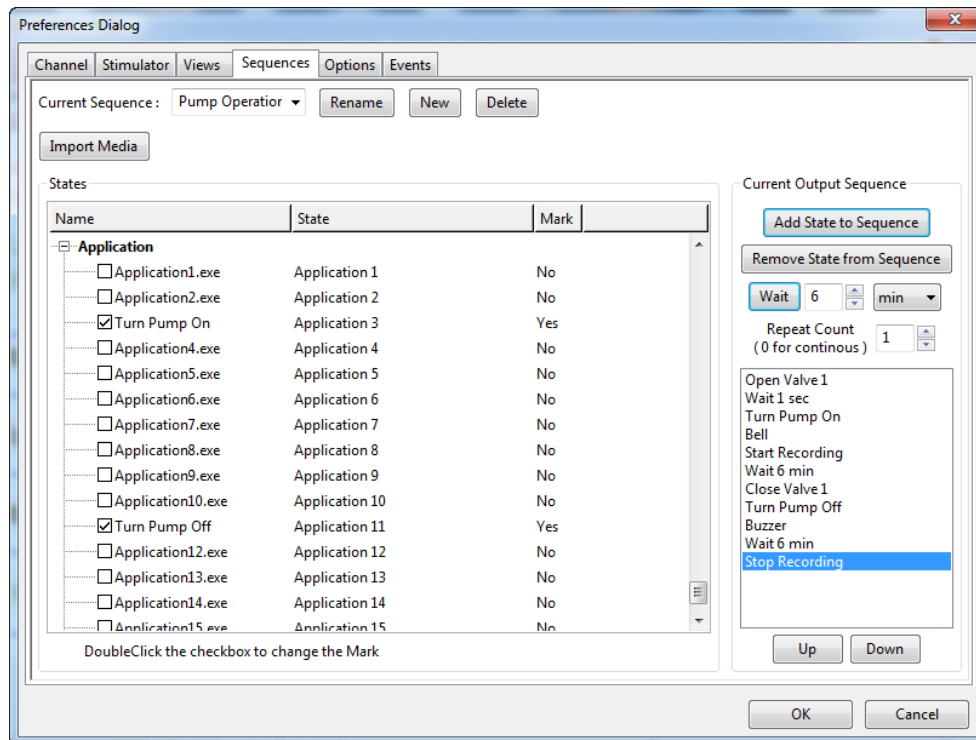 Preferences Dialog
Channel Stimulator Views Sequences Options Events
Current Sequence : Pump Operation Rename New Delete
Import Media
States
Name State Mark
Application
Application1.exe Application 1 No
Application2.exe Application 2 No
Turn Pump On Application 3 Yes
Application4.exe Application 4 No
Application5.exe Application 5 No
Application6.exe Application 6 No
Application7.exe Application 7 No
Application8.exe Application 8 No
Application9.exe Application 9 No
Application10.exe Application 10 No
Turn Pump Off Application 11 Yes
Application12.exe Application 12 No
Application13.exe Application 13 No
Application14.exe Application 14 No
Application15.exe Application 15 No
DoubleClick the checkbox to change the Mark
Current Output Sequence
Add State to Sequence
Remove State from Sequence
Wait 6 min
Repeat Count
( 0 for continous ) 1
Open Valve 1
Wait 1 sec
Turn Pump On
Bell
Start Recording
Wait 6 min
Close Valve 1
Turn Pump Off
Buzzer
Wait 6 min
Stop Recording
Up Down
OK Cancel